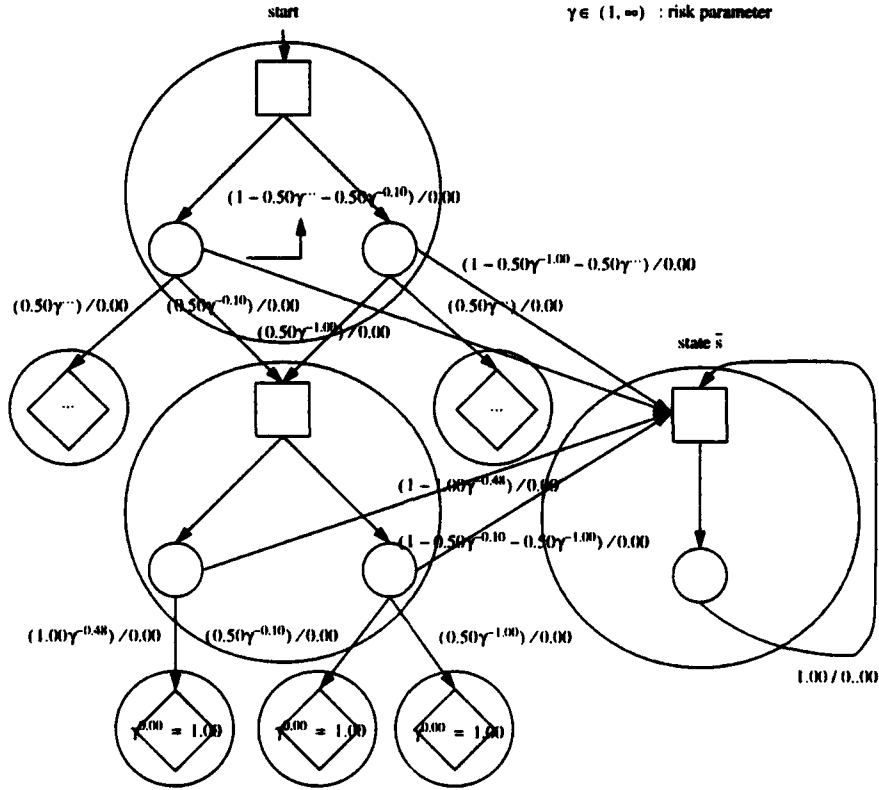 start
γ ∈ (1, ∞) : risk parameter
(1 − 0.50γ^… − 0.50γ^−0.10) / 0.00
(1 − 0.50γ^−1.00 − 0.50γ^…) / 0.00
(0.50γ^…) / 0.00
(0.50γ^−0.10) / 0.00
(0.50γ^…) / 0.00
(0.50γ^−1.00) / 0.00
state s̄
...
...
(1 − 1.00γ^−0.48) / 0.00
(1 − 0.50γ^−0.10 − 0.50γ^−1.00) / 0.00
(1.00γ^−0.48) / 0.00
(0.50γ^−0.10) / 0.00
(0.50γ^−1.00) / 0.00
1.00 / 0..00
γ^0.00 = 1.00
γ^0.00 = 1.00
γ^0.00 = 1.00